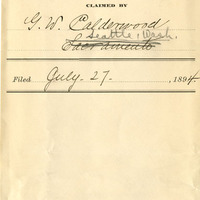 CLAIMED BY
G. W. Calderwood
Seattle, Wash.
Sacramento
Filed July 27, 1894